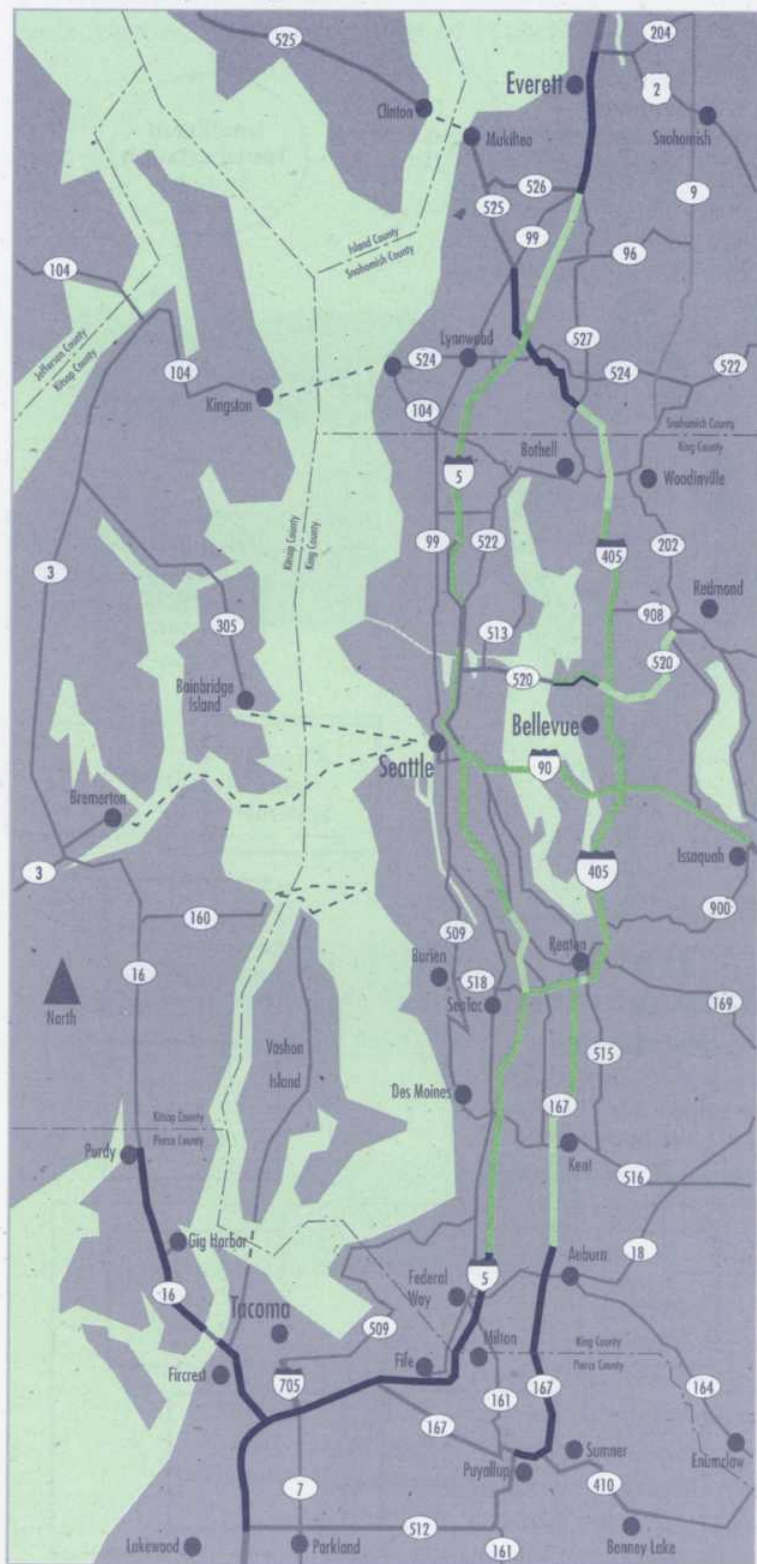 525
204
Everett
2
Clinton
Snohomish
Mukilteo
526
525
9
99
96
Island County
Snohomish County
104
527
Lynnwood
Jefferson County
Kitsap County
524
524
522
104
104
Kingston
Snohomish County
King County
Bothell
5
Woodinville
Kitsap County
King County
99
522
405
202
3
Redmond
305
513
908
520
520
Bainbridge
Island
Bellevue
Seattle
90
Bremerton
Issaquah
3
405
160
900
509
Renton
16
Burien
518
North
SeaTac
169
Vashon
Island
515
Des Moines
167
Kitsap County
Pierce County
Kent
Purdy
516
Gig Harbor
18
5
Auburn
Federal
Way
16
Tacoma
509
Milton
King County
Pierce County
Fife
Fircrest
705
161
167
164
167
Sumner
Enumclaw
Puyallup
410
7
512
Lakewood
Parkland
161
Bonney Lake